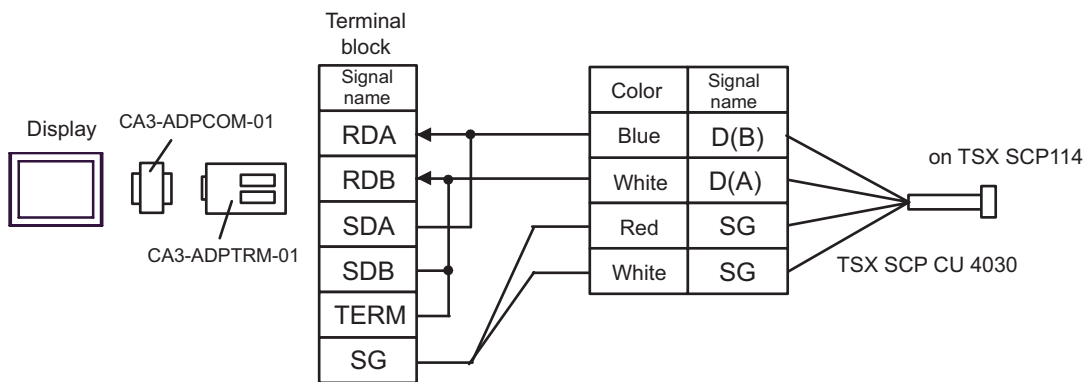 Terminal
block
Signal
name
RDA
RDB
SDA
SDB
TERM
SG
Display
CA3-ADPCOM-01
CA3-ADPTRM-01
Color
Signal
name
Blue
D(B)
White
D(A)
Red
SG
White
SG
on TSX SCP114
TSX SCP CU 4030